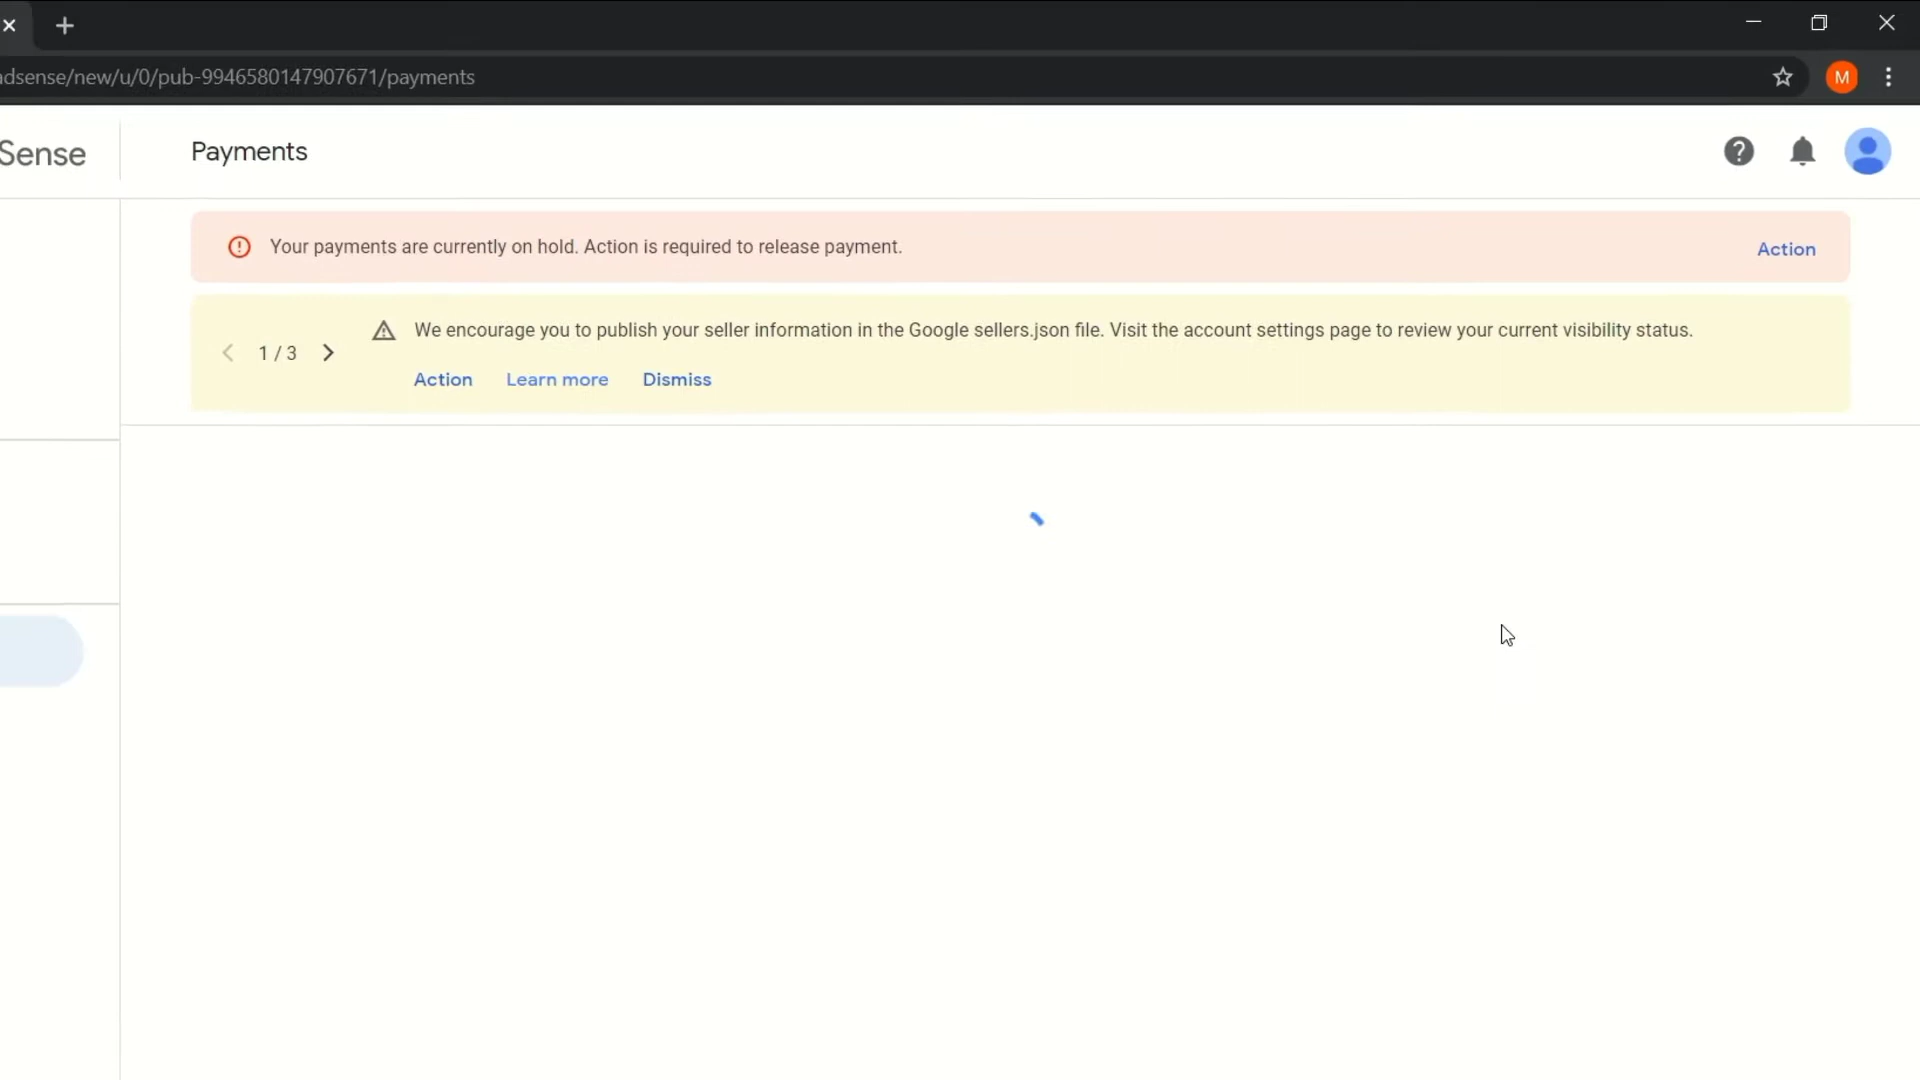 adsense/new/u/0/pub-9946580147907671/payments
M
Sense
Payments
Your payments are currently on hold. Action is required to release payment.
Action
1 / 3
We encourage you to publish your seller information in the Google sellers.json file. Visit the account settings page to review your current visibility status.
Action Learn more Dismiss